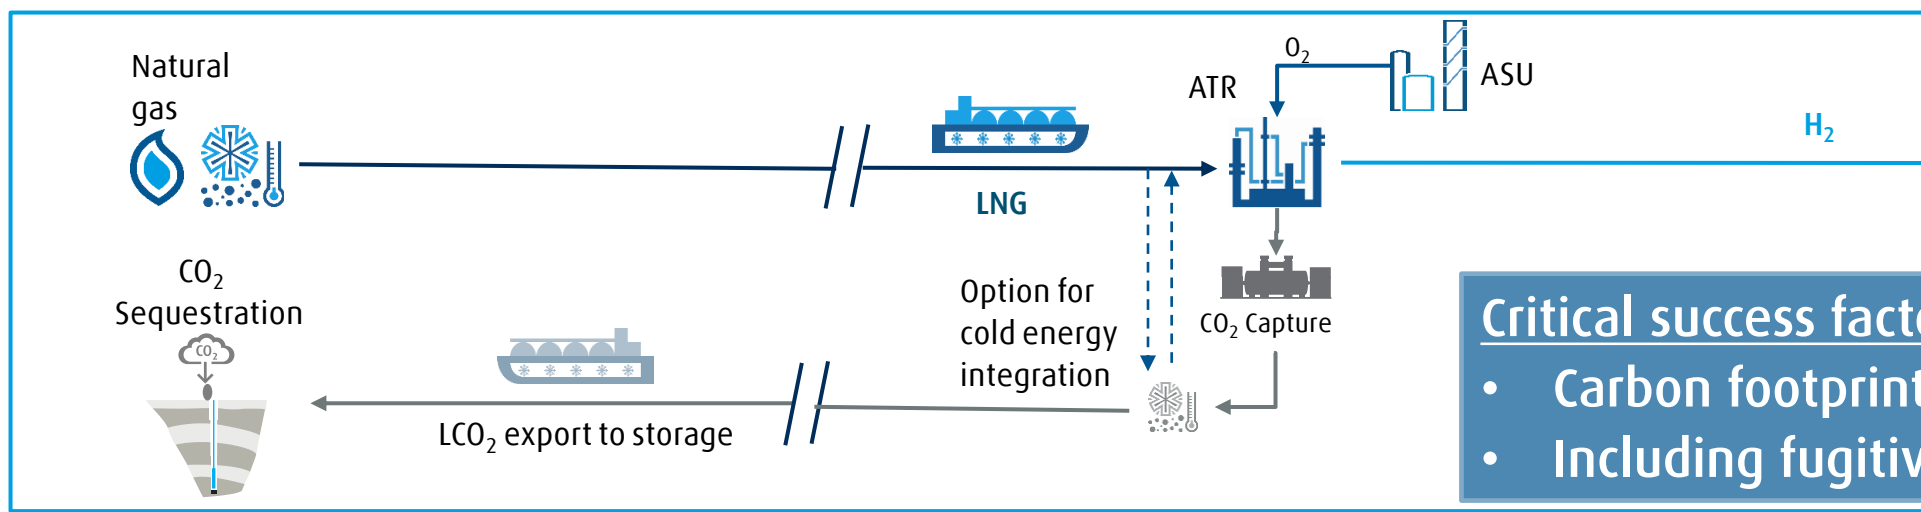 Natural
gas
LNG
ATR
O₂
ASU
H₂
CO₂
Sequestration
CO₂
LCO₂ export to storage
Option for
cold energy
integration
CO₂ Capture
Critical success facto
• Carbon footprint
• Including fugitiv